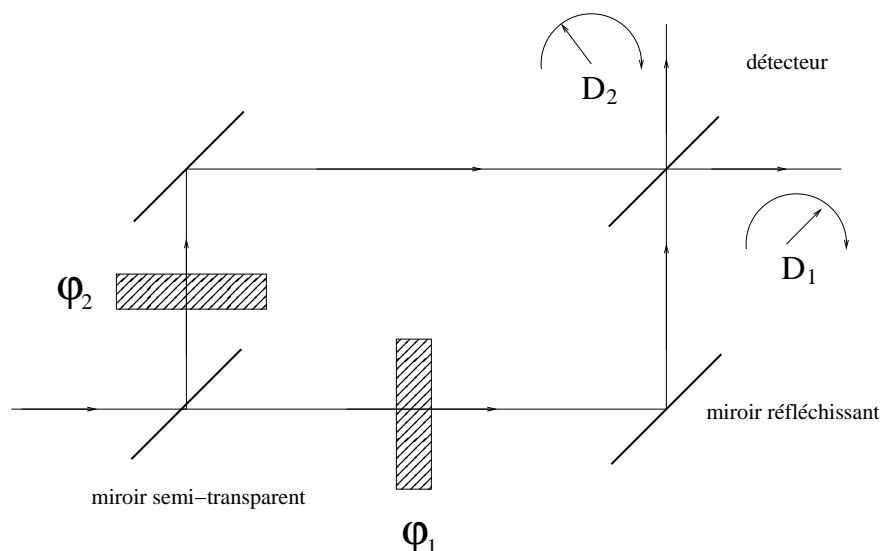 détecteur
D₂
D₁
φ₂
miroir réfléchissant
miroir semi−transparent
φ₁